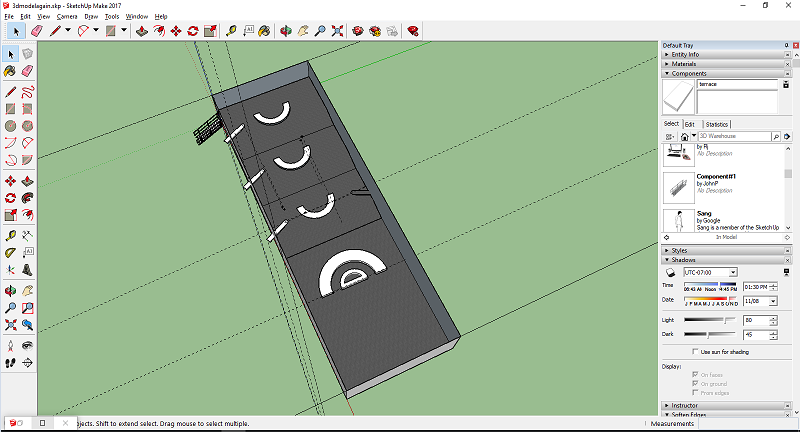 3dmodelagain.skp - SketchUp Make 2017
File Edit View Camera Draw Tools Window Help
Default Tray
Entity Info
Materials
Components
terrace
Select Edit Statistics
3D Warehouse
by Rj
No Description
Component#1
by JohnP
No Description
Sang
by Google
Sang is a member of the SketchUp
In Model
Styles
Shadows
UTC-07:00
Time 06:43 AM Noon 4:45 PM 01:30 PM
Date J F M A M J J A S O N D 11/08
Light 80
Dark 45
Use sun for shading
Display:
On faces
On ground
From edges
Instructor
Soften Edges
bjects. Shift to extend select. Drag mouse to select multiple.
Measurements